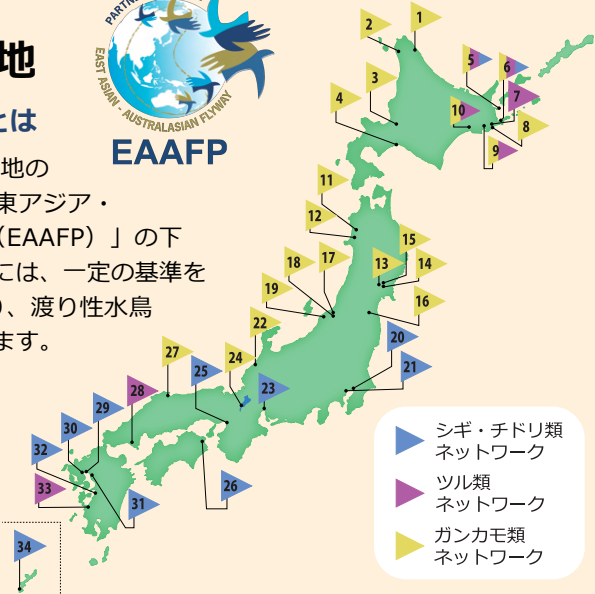 地
とは
地の
東アジア・
（EAAFP）」の下
には、一定の基準を
り、渡り性水鳥
ます。
EAST ASIAN - AUSTRALASIAN FLYWAY
EAAFP
1
2
3
4
5
6
7
8
9
10
11
12
13
14
15
16
17
18
19
20
21
22
23
24
25
26
27
28
29
30
31
32
33
34
シギ・チドリ類
ネットワーク
ツル類
ネットワーク
ガンカモ類
ネットワーク